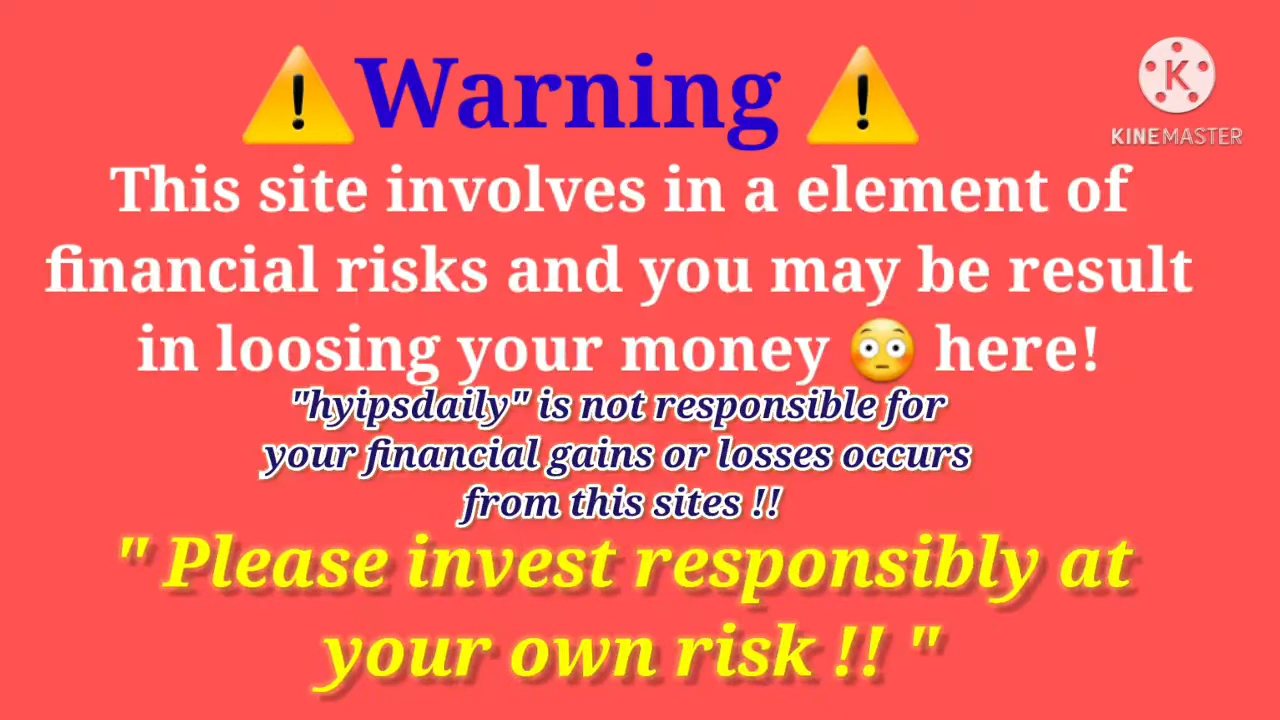 ⚠️Warning ⚠️
KINEMASTER
This site involves in a element of
financial risks and you may be result
in loosing your money 😳 here!
"hyipsdaily" is not responsible for
your financial gains or losses occurs
from this sites !!
" Please invest responsibly at
your own risk !! "